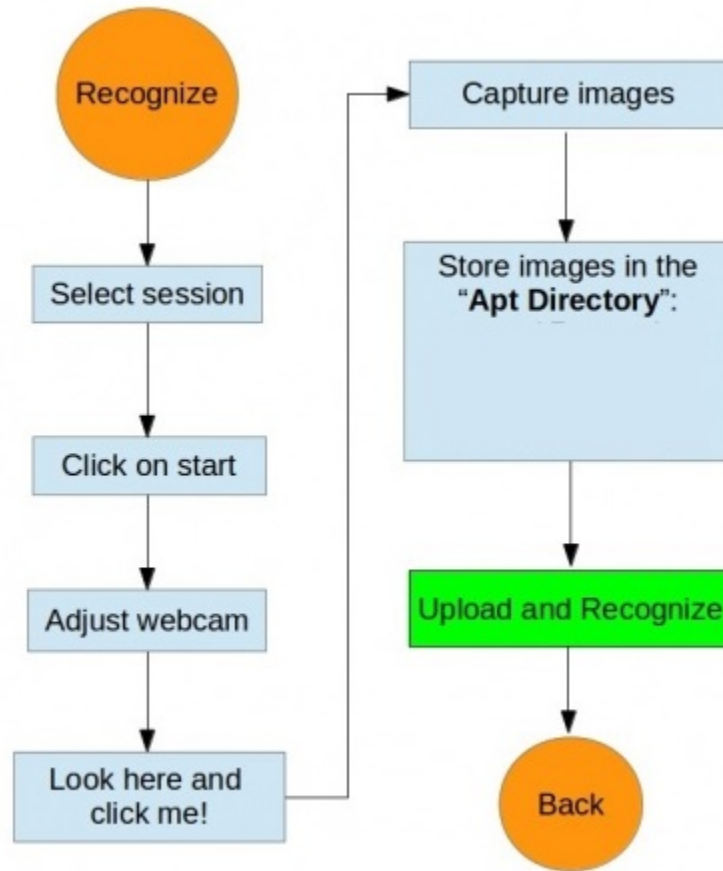 Recognize
Select session
Click on start
Adjust webcam
Look here and
click me!
Capture images
Store images in the
“Apt Directory”:
Upload and Recognize
Back